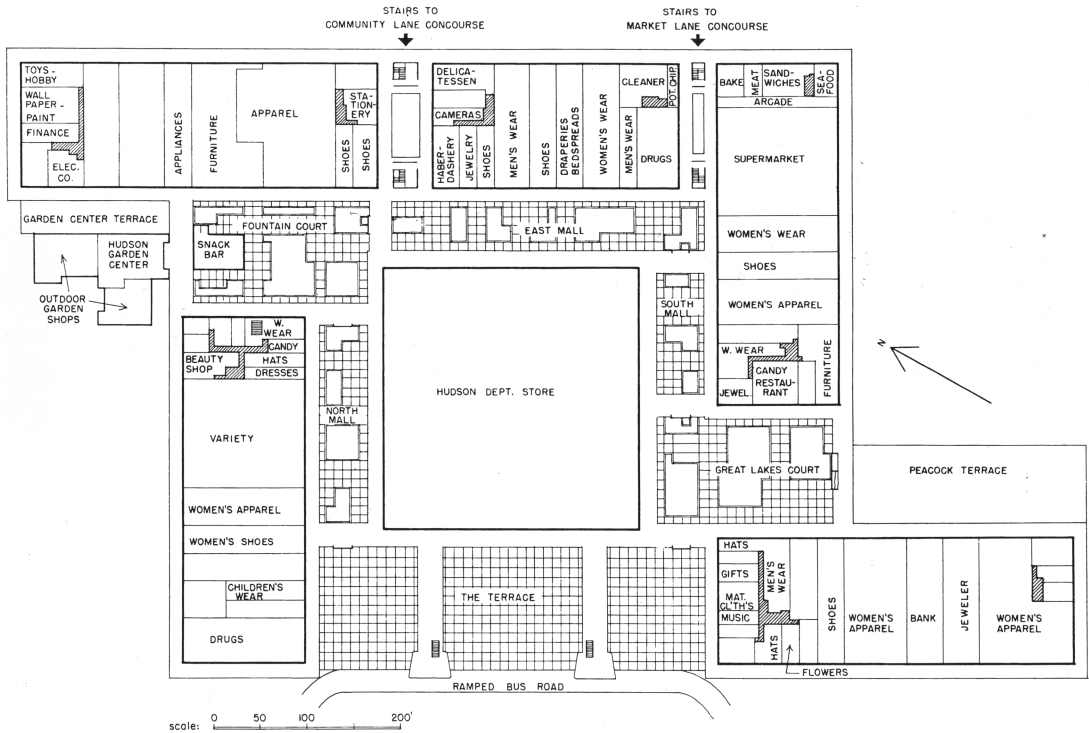 STAIRS TO
COMMUNITY LANE CONCOURSE
STAIRS TO
MARKET LANE CONCOURSE
TOYS -
HOBBY
WALL
PAPER -
PAINT
FINANCE
ELEC.
CO.
APPLIANCES
FURNITURE
APPAREL
STA-
TION-
ERY
SHOES
SHOES
DELICA-
TESSEN
CAMERAS
HABER-
DASHERY
JEWELRY
SHOES
MEN'S WEAR
SHOES
DRAPERIES
BEDSPREADS
WOMEN'S WEAR
CLEANER
POT. CHIP.
MEN'S WEAR
DRUGS
BAKE
MEAT
SAND-
WICHES
SEA-
FOOD
ARCADE
SUPERMARKET
WOMEN'S WEAR
SHOES
WOMEN'S APPAREL
W. WEAR
JEWEL.
CANDY
RESTAU-
RANT
FURNITURE
GARDEN CENTER TERRACE
HUDSON
GARDEN
CENTER
OUTDOOR
GARDEN
SHOPS
FOUNTAIN COURT
SNACK
BAR
EAST MALL
SOUTH
MALL
N
W.
WEAR
CANDY
BEAUTY
SHOP
HATS
DRESSES
VARIETY
WOMEN'S APPAREL
WOMEN'S SHOES
CHILDREN'S
WEAR
DRUGS
NORTH
MALL
HUDSON DEPT. STORE
GREAT LAKES COURT
PEACOCK TERRACE
THE TERRACE
HATS
GIFTS
MAT.
CL'TH'S
MUSIC
MEN'S
WEAR
HATS
FLOWERS
SHOES
WOMEN'S
APPAREL
BANK
JEWELER
WOMEN'S
APPAREL
RAMPED BUS ROAD
scale: 0 50 100 200'